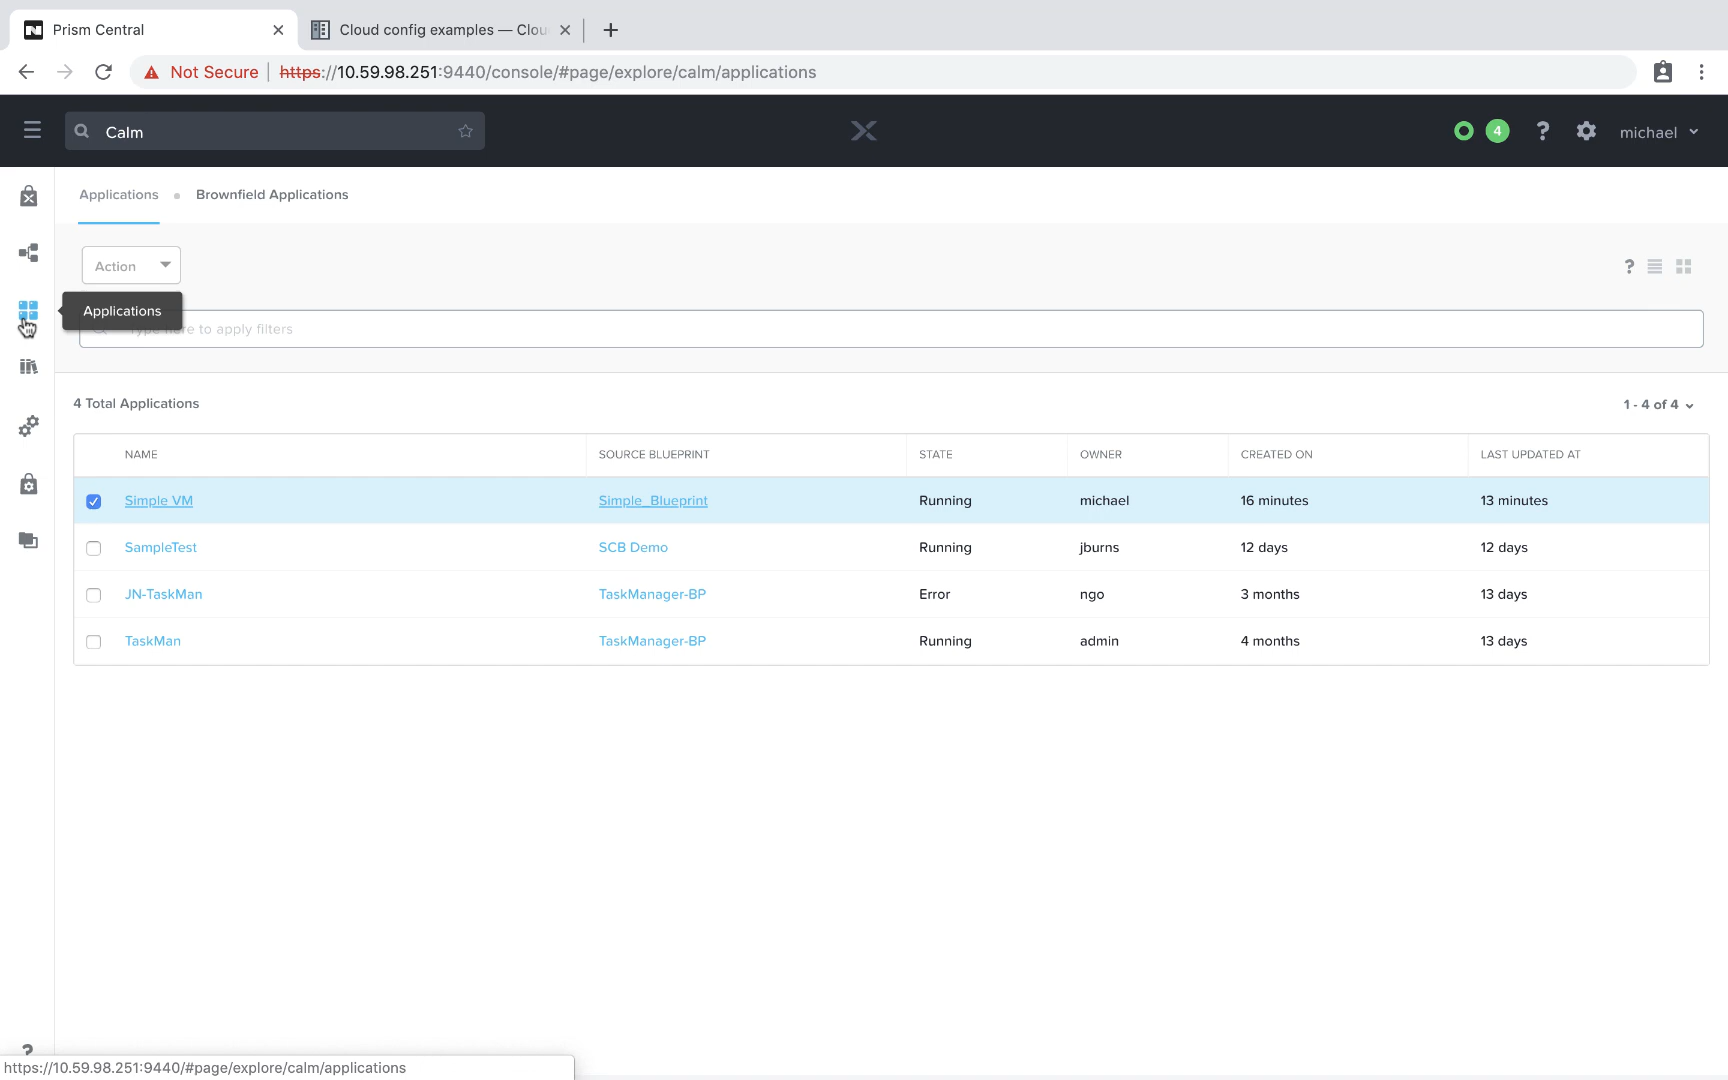 Prism Central
Cloud config examples — Clou
Not Secure
https://10.59.98.251:9440/console/#page/explore/calm/applications
Calm
4
?
michael
Applications
Brownfield Applications
Action
?
Applications
Type here to apply filters
4 Total Applications
1 - 4 of 4
NAME SOURCE BLUEPRINT STATE OWNER CREATED ON LAST UPDATED AT
Simple VM Simple_Blueprint Running michael 16 minutes 13 minutes
SampleTest SCB Demo Running jburns 12 days 12 days
JN-TaskMan TaskManager-BP Error ngo 3 months 13 days
TaskMan TaskManager-BP Running admin 4 months 13 days
?
https://10.59.98.251:9440/#page/explore/calm/applications